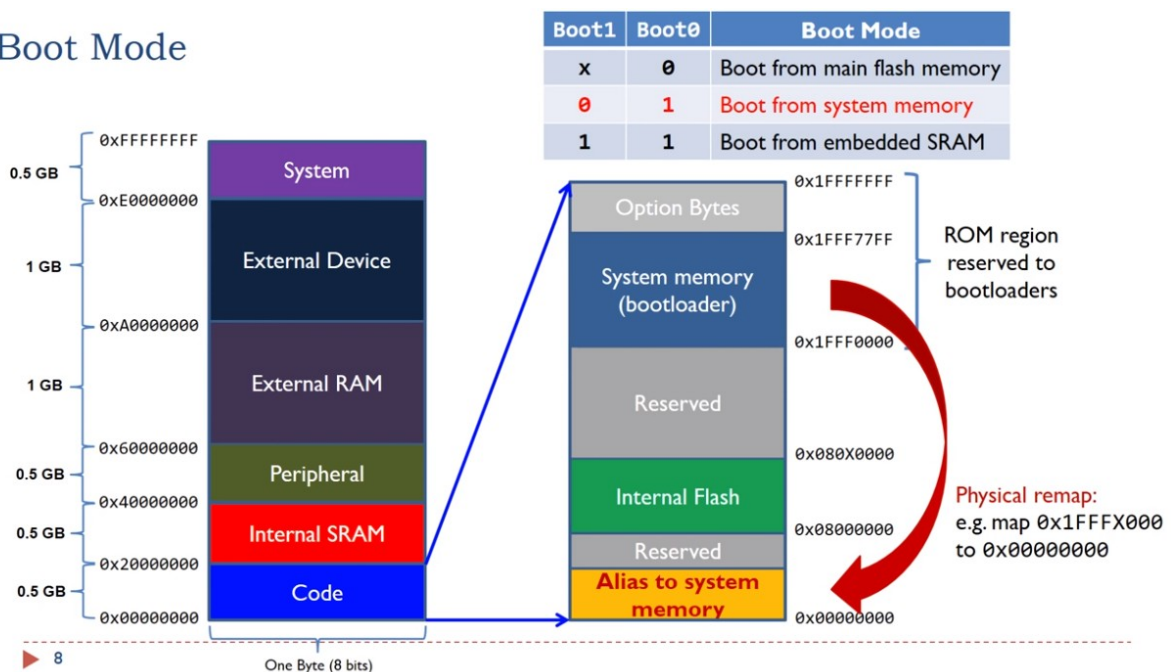 Boot Mode
Boot1 Boot0 Boot Mode
x 0 Boot from main flash memory
0 1 Boot from system memory
1 1 Boot from embedded SRAM
0xFFFFFFFF
0.5 GB
System
0xE0000000
1 GB
External Device
0xA0000000
1 GB
External RAM
0x60000000
0.5 GB
Peripheral
0x40000000
0.5 GB
Internal SRAM
0x20000000
0.5 GB
Code
0x00000000
One Byte (8 bits)
0x1FFFFFFF
Option Bytes
0x1FFF77FF
System memory
(bootloader)
0x1FFF0000
Reserved
0x080X0000
Internal Flash
0x08000000
Reserved
Alias to system
memory
0x00000000
ROM region
reserved to
bootloaders
Physical remap:
e.g. map 0x1FFFX000
to 0x00000000
8